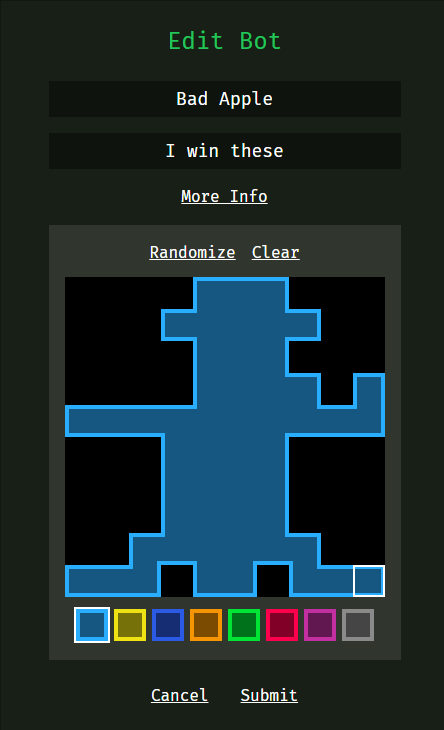 Edit Bot
Bad Apple
I win these
More Info
Randomize Clear
Cancel Submit